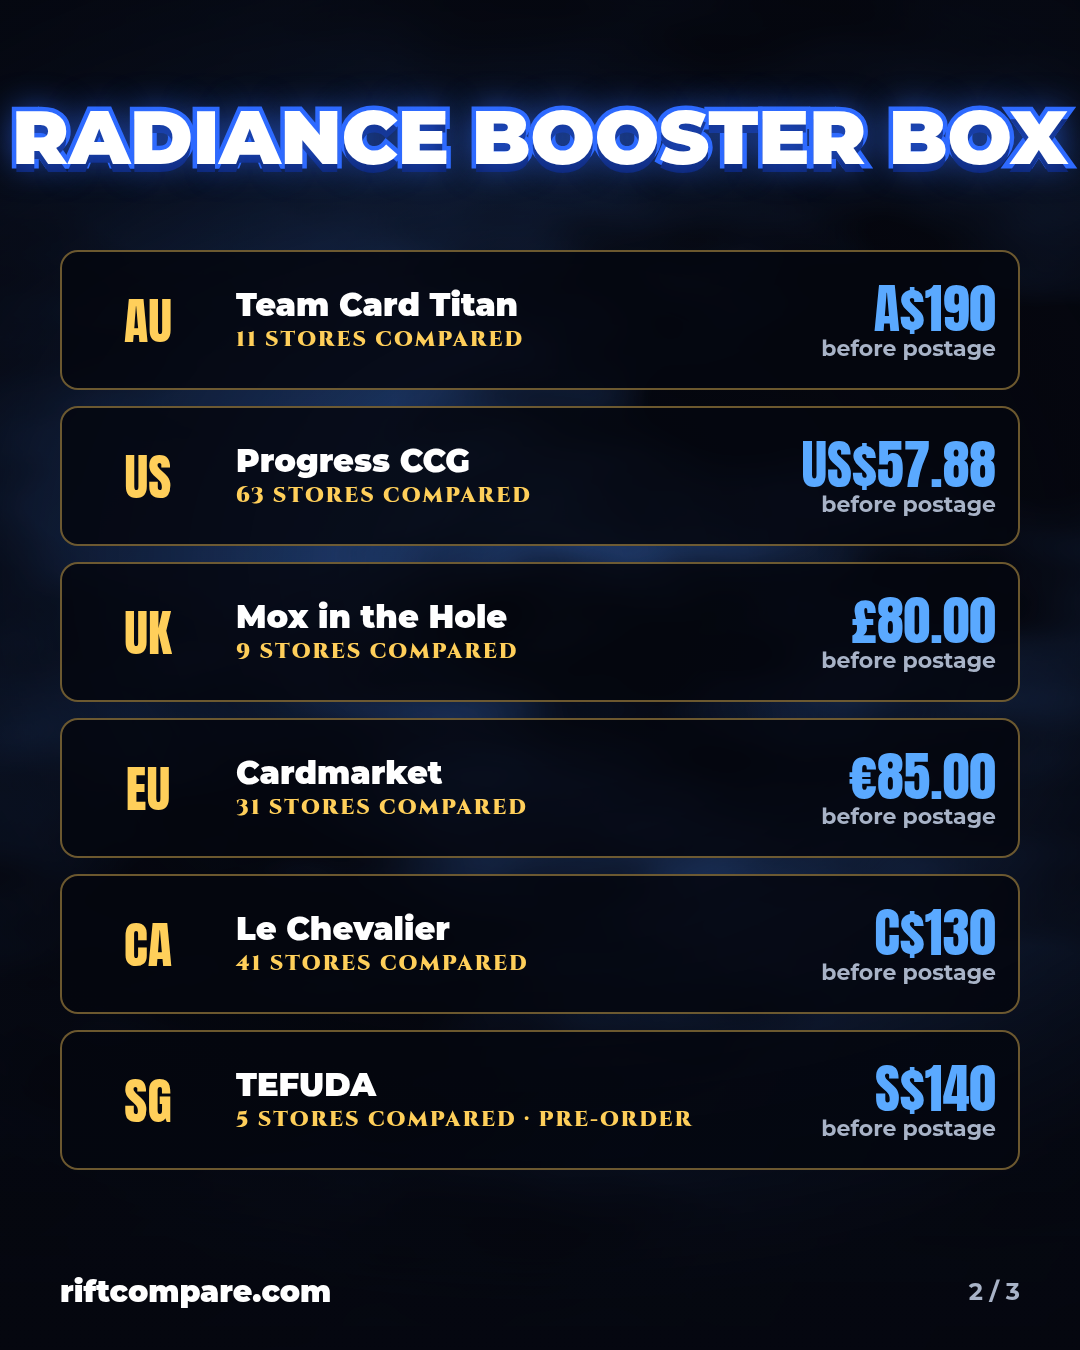 RADIANCE BOOSTER BOX
AU
Team Card Titan
11 STORES COMPARED
A$190
before postage
US
Progress CCG
63 STORES COMPARED
US$57.88
before postage
UK
Mox in the Hole
9 STORES COMPARED
£80.00
before postage
EU
Cardmarket
31 STORES COMPARED
€85.00
before postage
CA
Le Chevalier
41 STORES COMPARED
C$130
before postage
SG
TEFUDA
5 STORES COMPARED · PRE-ORDER
S$140
before postage
riftcompare.com
2 / 3